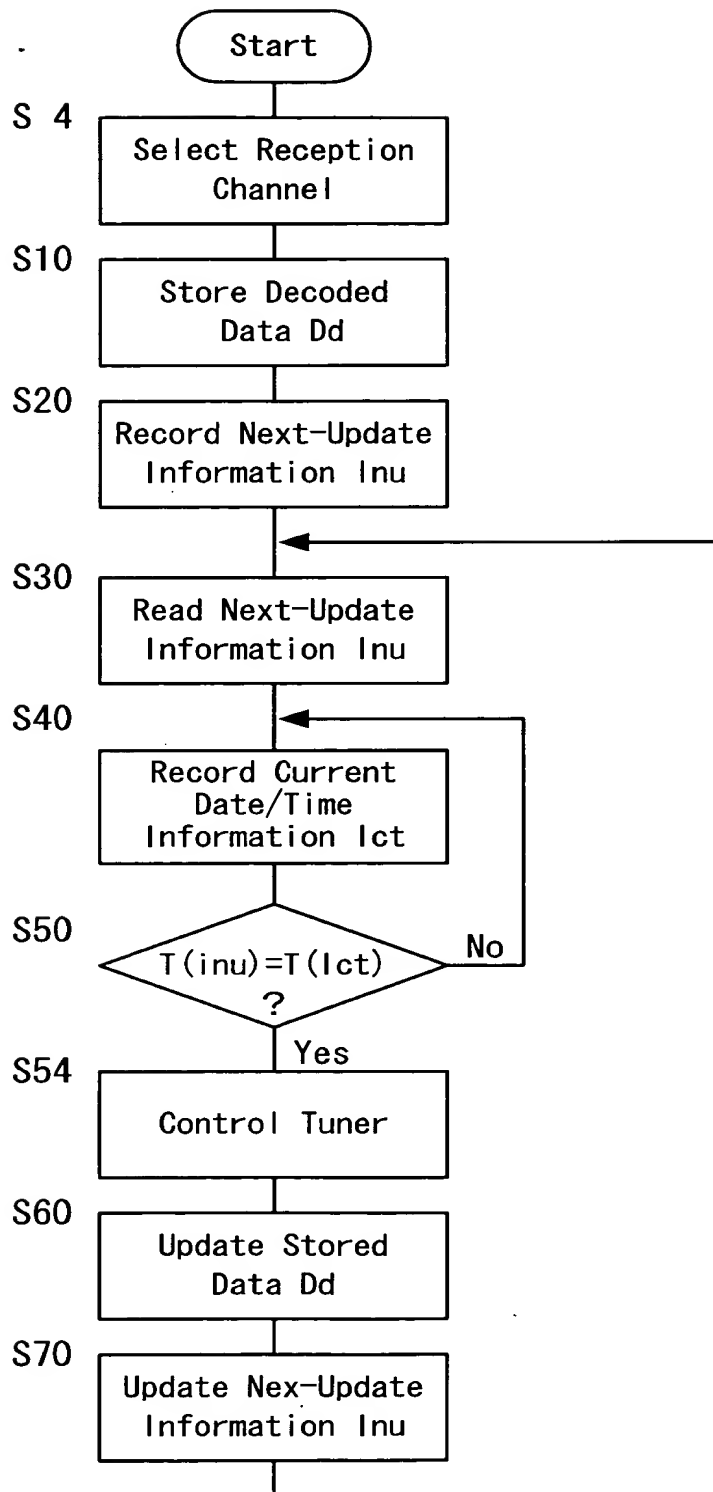 Start
S 4
Select Reception
Channel
S10
Store Decoded
Data Dd
S20
Record Next-Update
Information Inu
S30
Read Next-Update
Information Inu
S40
Record Current
Date/Time
Information Ict
S50
T(inu)=T(Ict)
?
No
Yes
S54
Control Tuner
S60
Update Stored
Data Dd
S70
Update Nex-Update
Information Inu